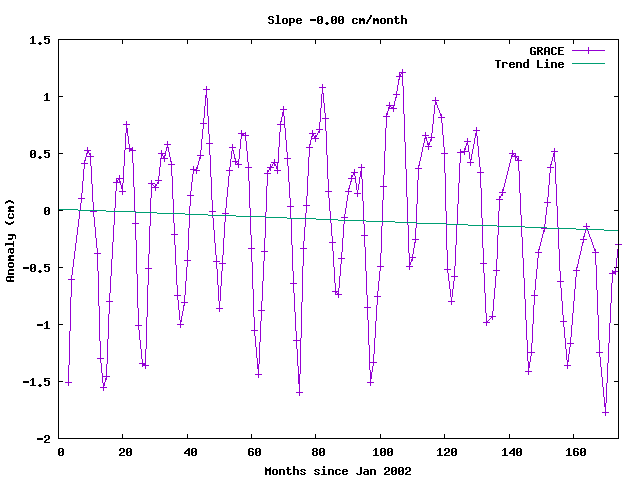 Slope -0.00 cm/month
1.5
1
0.5
0
-0.5
-1
-1.5
-2
Anomaly (cm)
GRACE
Trend Line
0 20 40 60 80 100 120 140 160
Months since Jan 2002